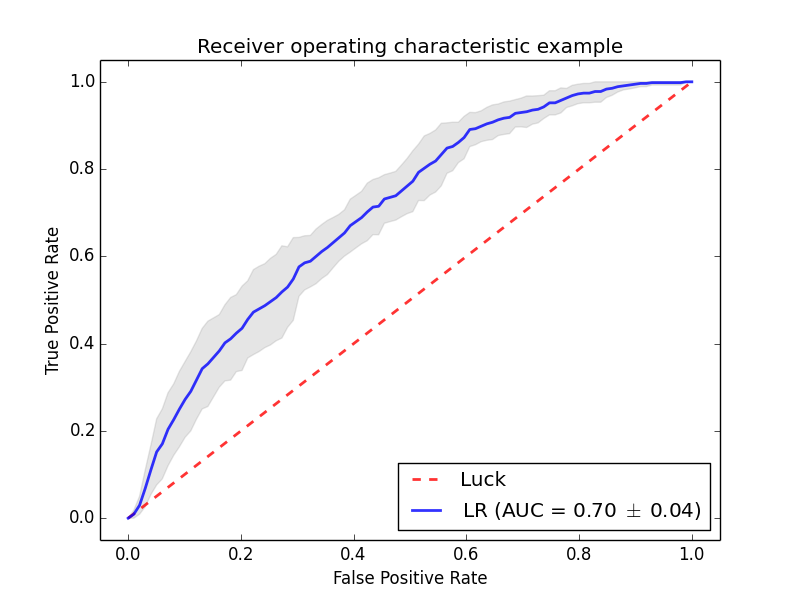 Receiver operating characteristic example
True Positive Rate
1.0
0.8
0.6
0.4
0.2
0.0
Luck
LR (AUC = 0.70 ± 0.04)
0.0 0.2 0.4 0.6 0.8 1.0
False Positive Rate